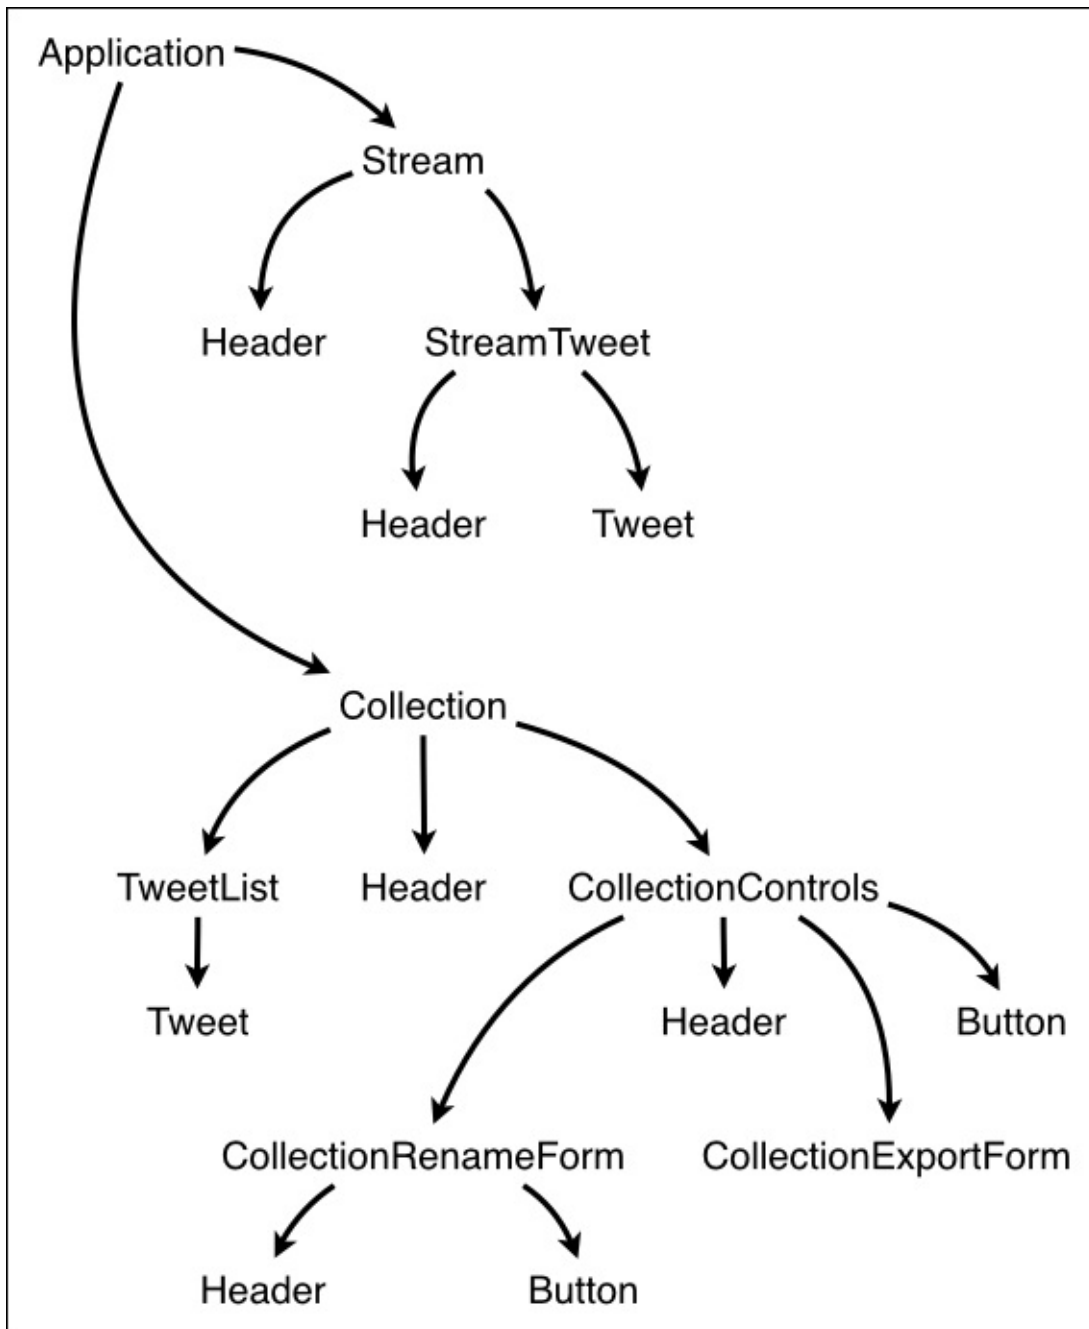 Application
Stream
Header
StreamTweet
Header
Tweet
Collection
TweetList
Header
CollectionControls
Tweet
Header
Button
CollectionRenameForm
CollectionExportForm
Header
Button